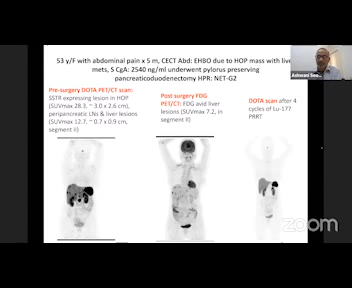 53 y/F with abdominal pain x 5 m, CECT Abd: EHBO due to HOP mass with live
mets, S CgA: 2540 ng/ml underwent pylorus preserving
pancreaticoduodenectomy HPR: NET-G2
Pre-surgery DOTA PET/CT scan:
SSTR expressing lesion in HOP
(SUVmax 28.3, ~ 3.0 x 2.6 cm),
peripancreatic LNs & liver lesions
(SUVmax 12.7, ~ 0.7 x 0.9 cm,
segment II)
Post surgery FDG
PET/CT: FDG avid liver
lesions (SUVmax 7.2, in
segment II)
DOTA scan after 4
cycles of Lu-177
PRRT
Ashwani Soo
zoom